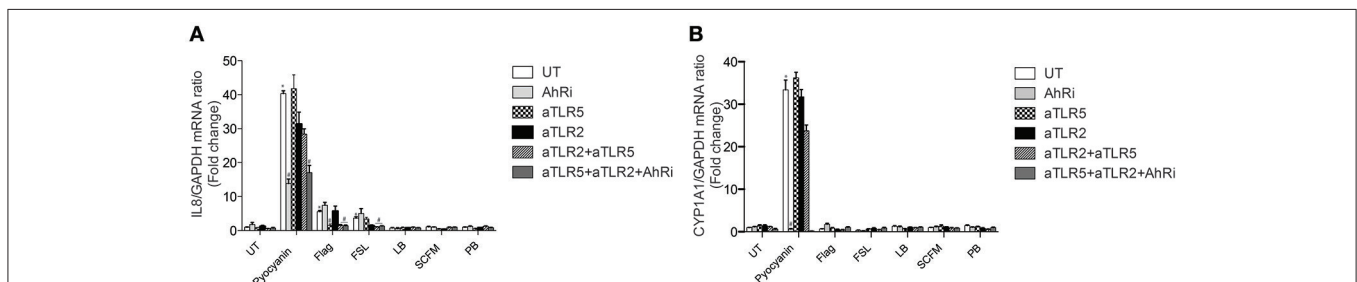 A
IL8/GAPDH mRNA ratio
(Fold change)
50
40
30
20
10
0
*
#
#
*
#
#
*
#
UT
Pyocyanin
Flag
FSL
LB
SCFM
PB
UT
AhRi
aTLR5
aTLR2
aTLR2+aTLR5
aTLR5+aTLR2+AhRi
B
CYP1A1/GAPDH mRNA ratio
(Fold change)
40
30
20
10
0
*
#
UT
Pyocyanin
Flag
FSL
LB
SCFM
PB
UT
AhRi
aTLR5
aTLR2
aTLR2+aTLR5
aTLR5+aTLR2+AhRi